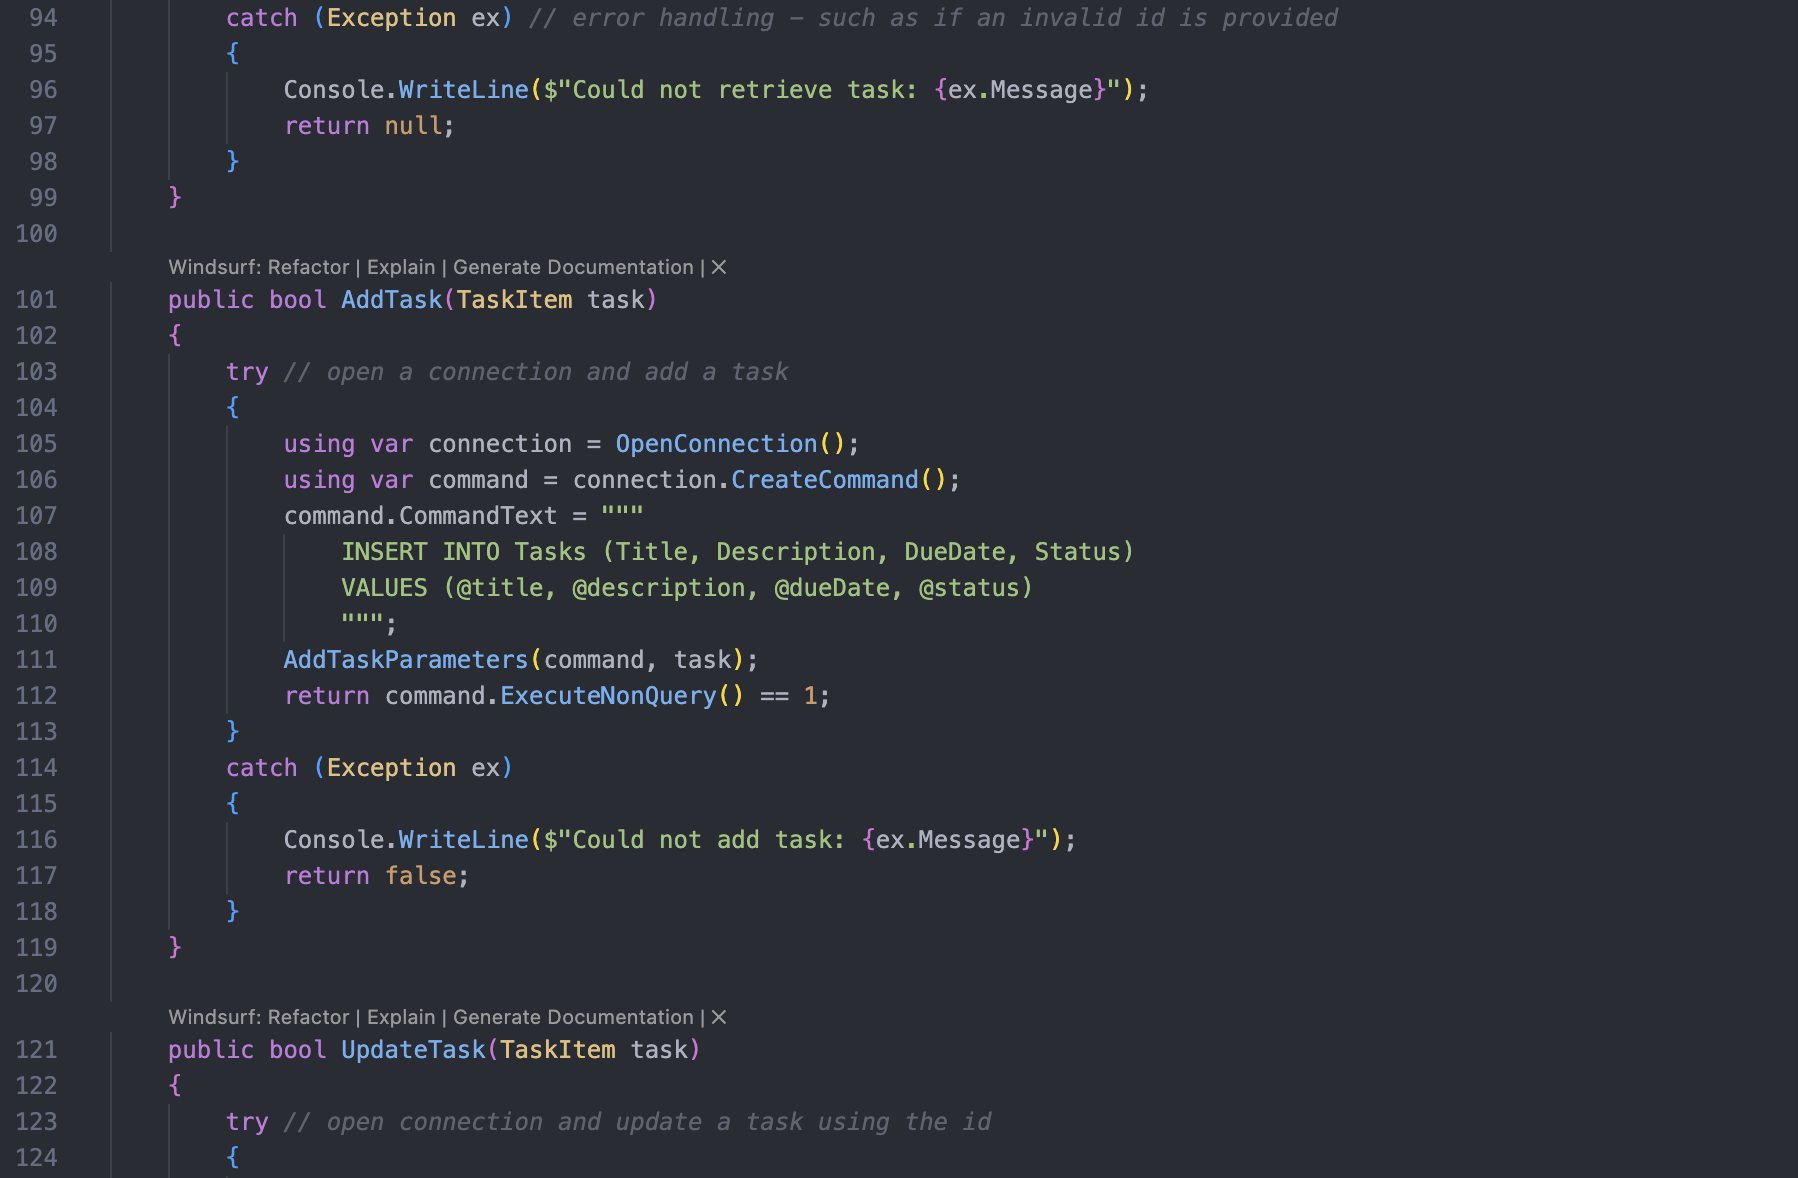 94 catch (Exception ex) // error handling – such as if an invalid id is provided
95 {
96 Console.WriteLine($"Could not retrieve task: {ex.Message}");
97 return null;
98 }
99 }
100
Windsurf: Refactor | Explain | Generate Documentation | ✕
101 public bool AddTask(TaskItem task)
102 {
103 try // open a connection and add a task
104 {
105 using var connection = OpenConnection();
106 using var command = connection.CreateCommand();
107 command.CommandText = """
108 INSERT INTO Tasks (Title, Description, DueDate, Status)
109 VALUES (@title, @description, @dueDate, @status)
110 """;
111 AddTaskParameters(command, task);
112 return command.ExecuteNonQuery() == 1;
113 }
114 catch (Exception ex)
115 {
116 Console.WriteLine($"Could not add task: {ex.Message}");
117 return false;
118 }
119 }
120
Windsurf: Refactor | Explain | Generate Documentation | ✕
121 public bool UpdateTask(TaskItem task)
122 {
123 try // open connection and update a task using the id
124 {